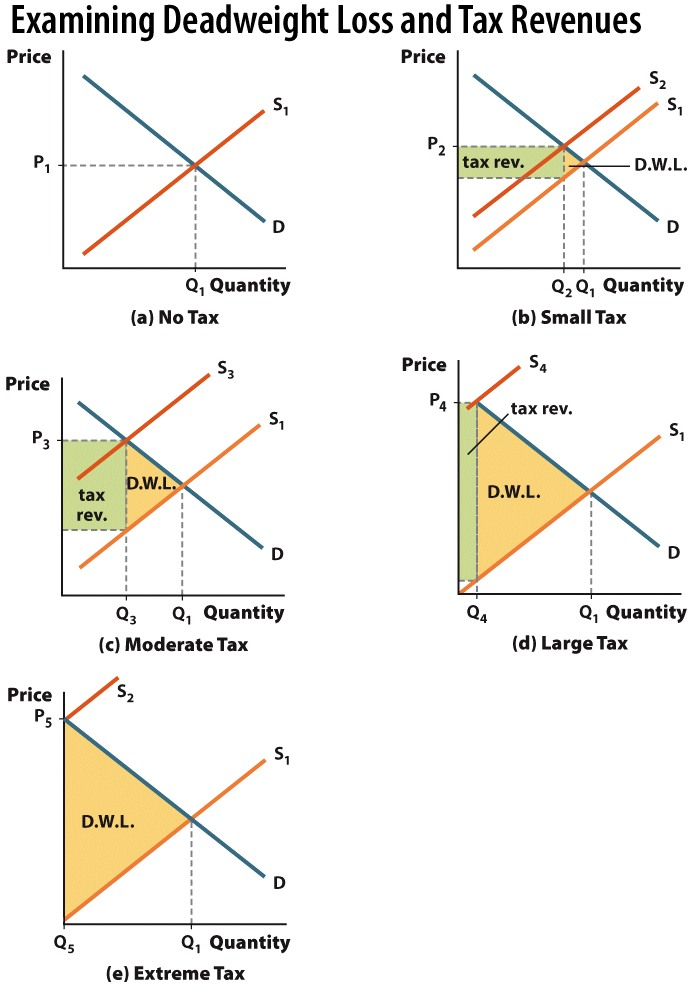 Examining Deadweight Loss and Tax Revenues
Price
S1
P1
D
Q1 Quantity
(a) No Tax
Price
S2
S1
P2
tax rev.
D.W.L.
D
Q2 Q1 Quantity
(b) Small Tax
Price
S3
S1
P3
D.W.L.
tax
rev.
D
Q3 Q1 Quantity
(c) Moderate Tax
Price
S4
P4
tax rev.
S1
D.W.L.
D
Q4 Q1 Quantity
(d) Large Tax
Price
S2
P5
S1
D.W.L.
D
Q5 Q1 Quantity
(e) Extreme Tax